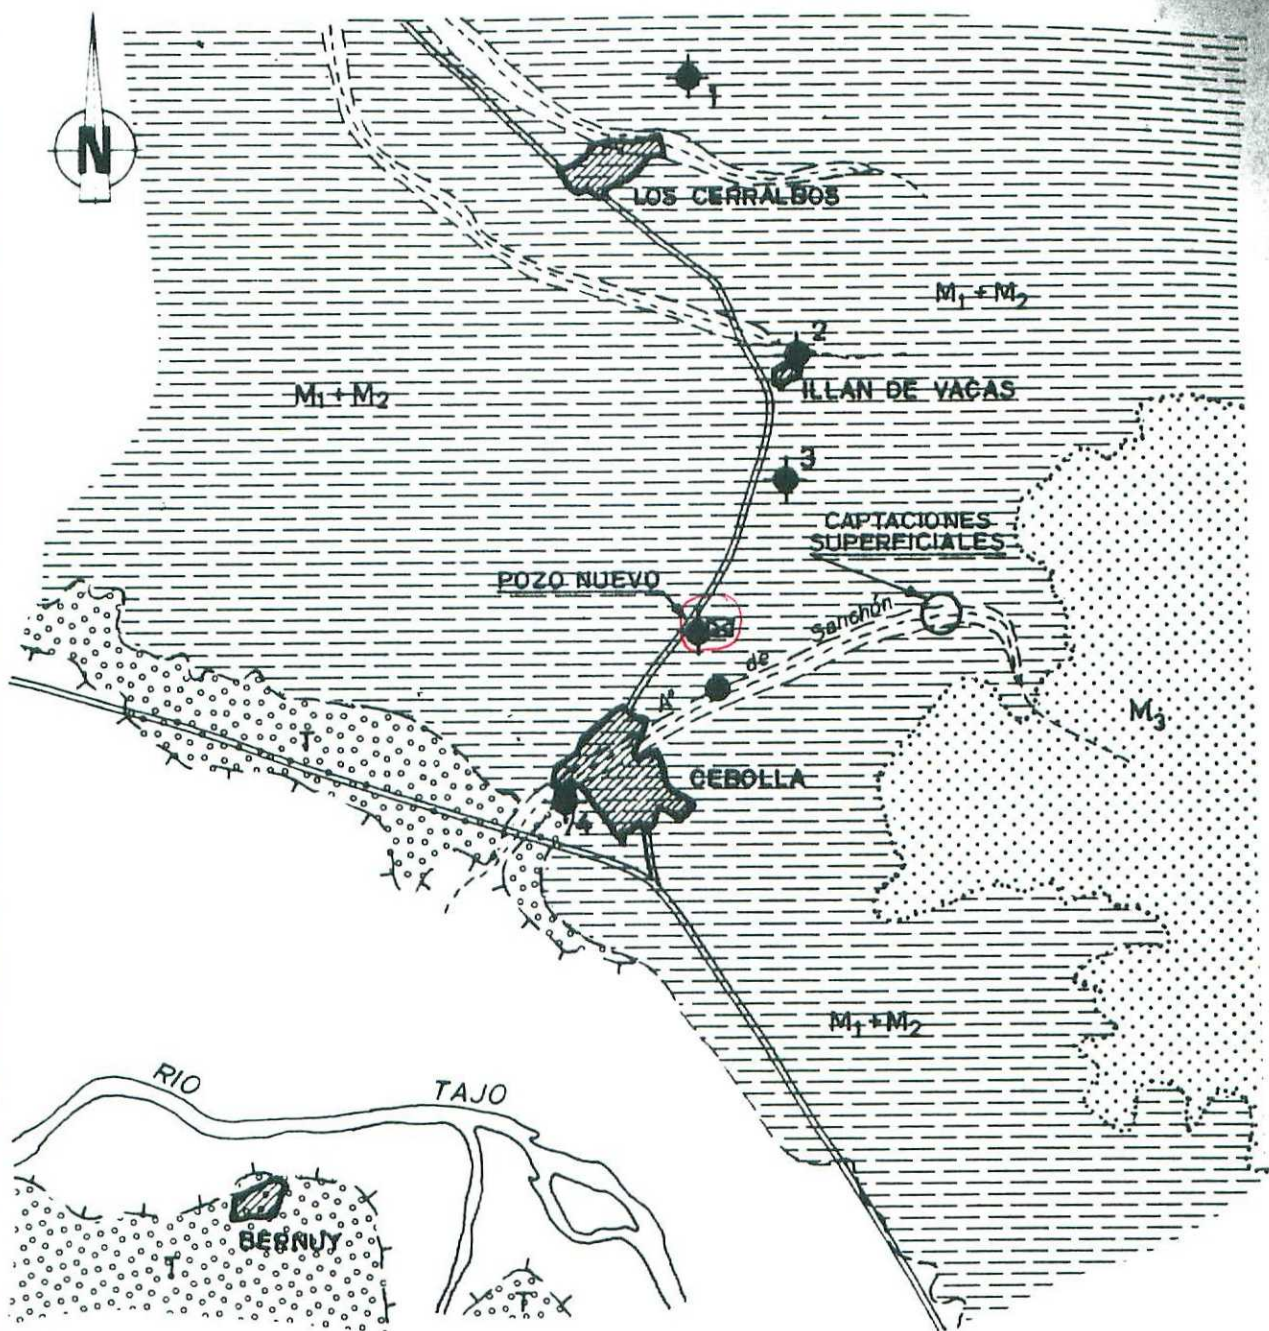 N
1
LOS CERRALBOS
M₁ + M₂
2
ILLAN DE VACAS
M₁ + M₂
3
CAPTACIONES
SUPERFICIALES
POZO NUEVO
Aº de Sanchón
M₃
T
CEBOLLA
4
M₁ + M₂
RIO TAJO
BERNUY
T
T